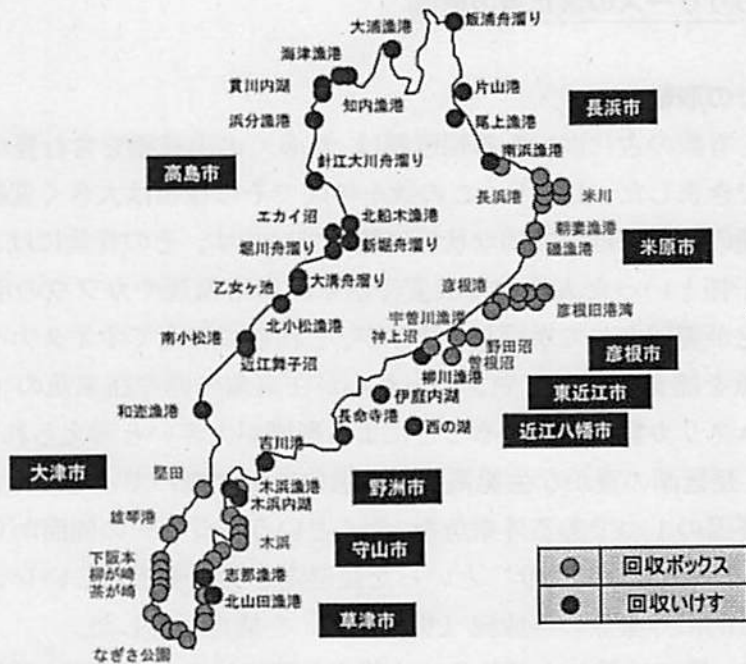 飯浦舟溜り
大浦漁港
海津漁港
貫川内湖
知内漁港
片山港
長浜市
浜分漁港
尾上漁港
南浜漁港
高島市
針江大川舟溜り
長浜港
米川
エカイ沼
北船木漁港
朝妻漁港
堀川舟溜り
新堀舟溜り
磯漁港
米原市
乙女ヶ池
大溝舟溜り
彦根港
北小松漁港
宇曽川漁港
彦根旧港湾
南小松港
神上沼
野田沼
近江舞子沼
曽根沼
彦根市
柳川漁港
伊庭内湖
東近江市
和迩漁港
長命寺港
西の湖
近江八幡市
吉川港
大津市
堅田
木浜漁港
野洲市
木浜内湖
雄琴港
木浜
守山市
下阪本
柳が崎
志那漁港
茶が崎
北山田漁港
草津市
なぎさ公園
回収ボックス
回収いけす